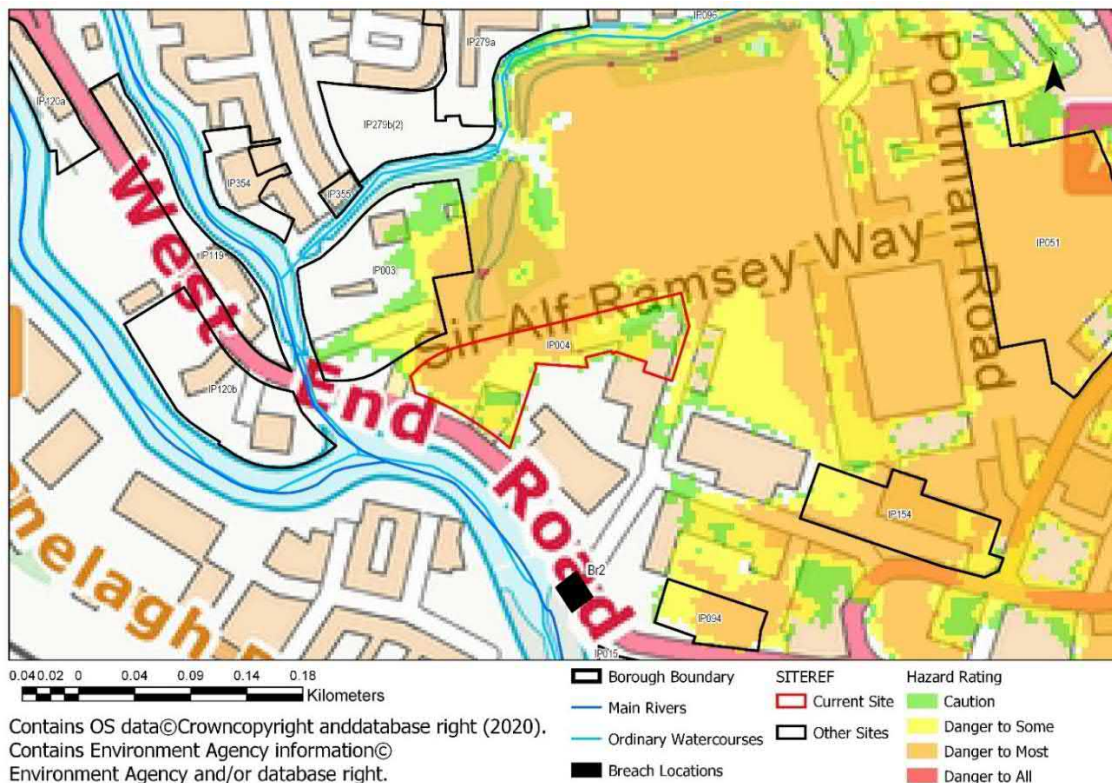 IP096
IP279a
IP120a
IP279b(2)
IP354
IP355
N
Portman Road
IP119
IP003
IP051
West End Road
Sir Alf Ramsey Way
IP004
IP120b
IP154
Br2
IP094
IP015
0.04 0.02 0 0.04 0.09 0.14 0.18
Kilometers
Contains OS data©Crowncopyright anddatabase right (2020).
Contains Environment Agency information©
Environment Agency and/or database right.
Borough Boundary
Main Rivers
Ordinary Watercourses
Breach Locations
SITEREF
Current Site
Other Sites
Hazard Rating
Caution
Danger to Some
Danger to Most
Danger to All